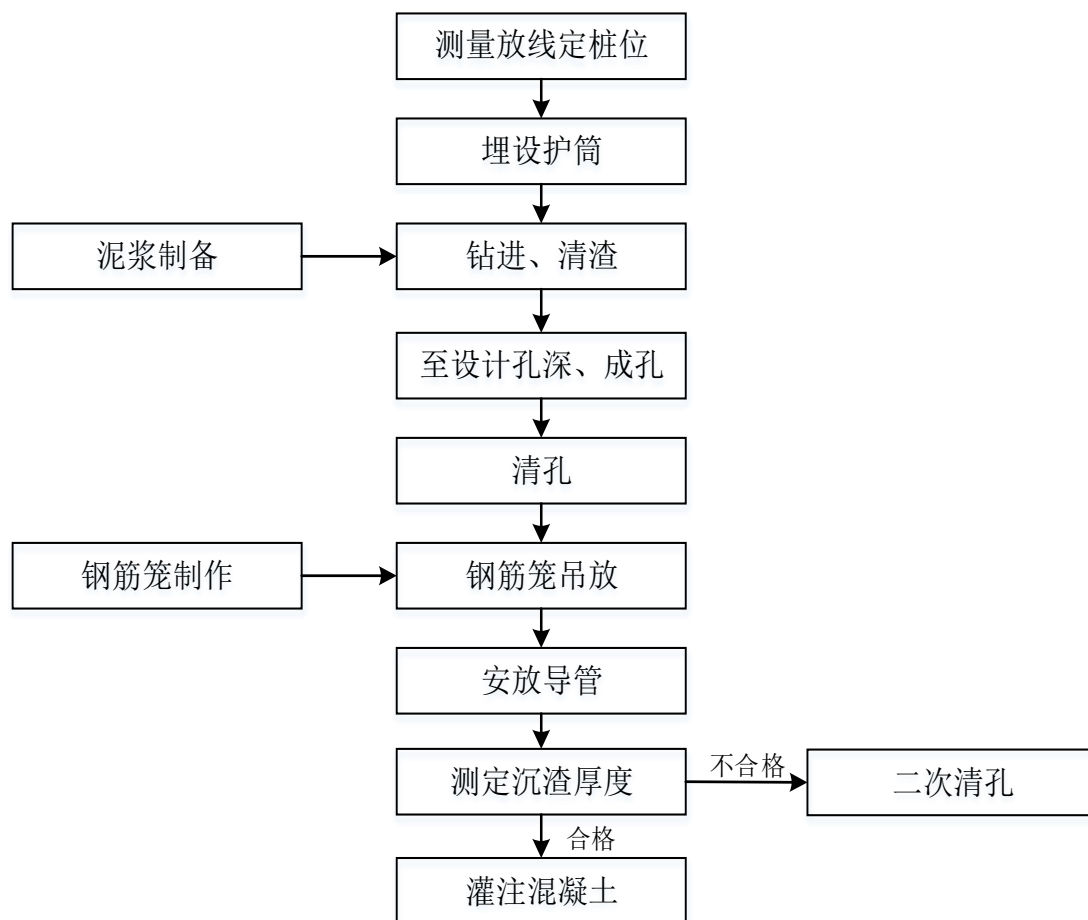 测量放线定桩位
埋设护筒
泥浆制备
钻进、清渣
至设计孔深、成孔
清孔
钢筋笼制作
钢筋笼吊放
安放导管
测定沉渣厚度
不合格
二次清孔
合格
灌注混凝土